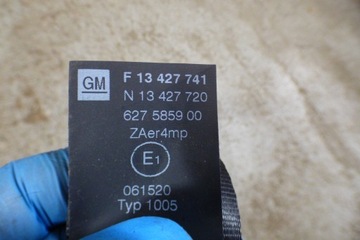 GM
F 13 427 741
N 13 427 720
627 5859 00
ZAer4mp
E1
061520
Typ 1005